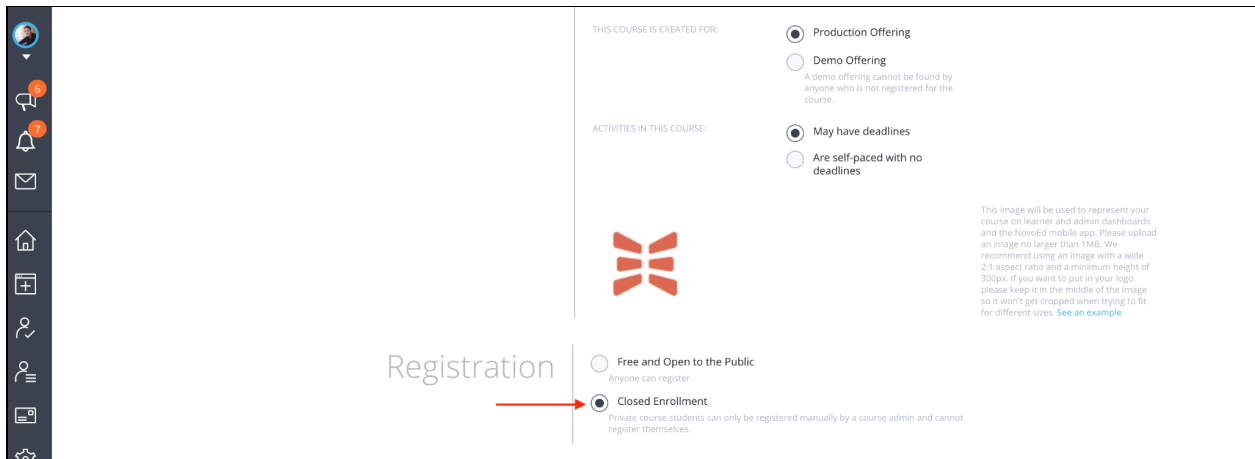 6
7
THIS COURSE IS CREATED FOR:
Production Offering
Demo Offering
A demo offering cannot be found by
anyone who is not registered for the
course.
ACTIVITIES IN THIS COURSE:
May have deadlines
Are self-paced with no
deadlines
This image will be used to represent your
course on learner and admin dashboards
and the NovoEd mobile app. Please upload
an image no larger than 1MB. We
recommend using an image with a wide
2:1 aspect ratio and a minimum height of
300px. If you want to put in your logo,
please keep it in the middle of the image
so it won't get cropped when trying to fit
for different sizes. See an example
Registration
Free and Open to the Public
Anyone can register
Closed Enrollment
Private course students can only be registered manually by a course admin and cannot
register themselves.